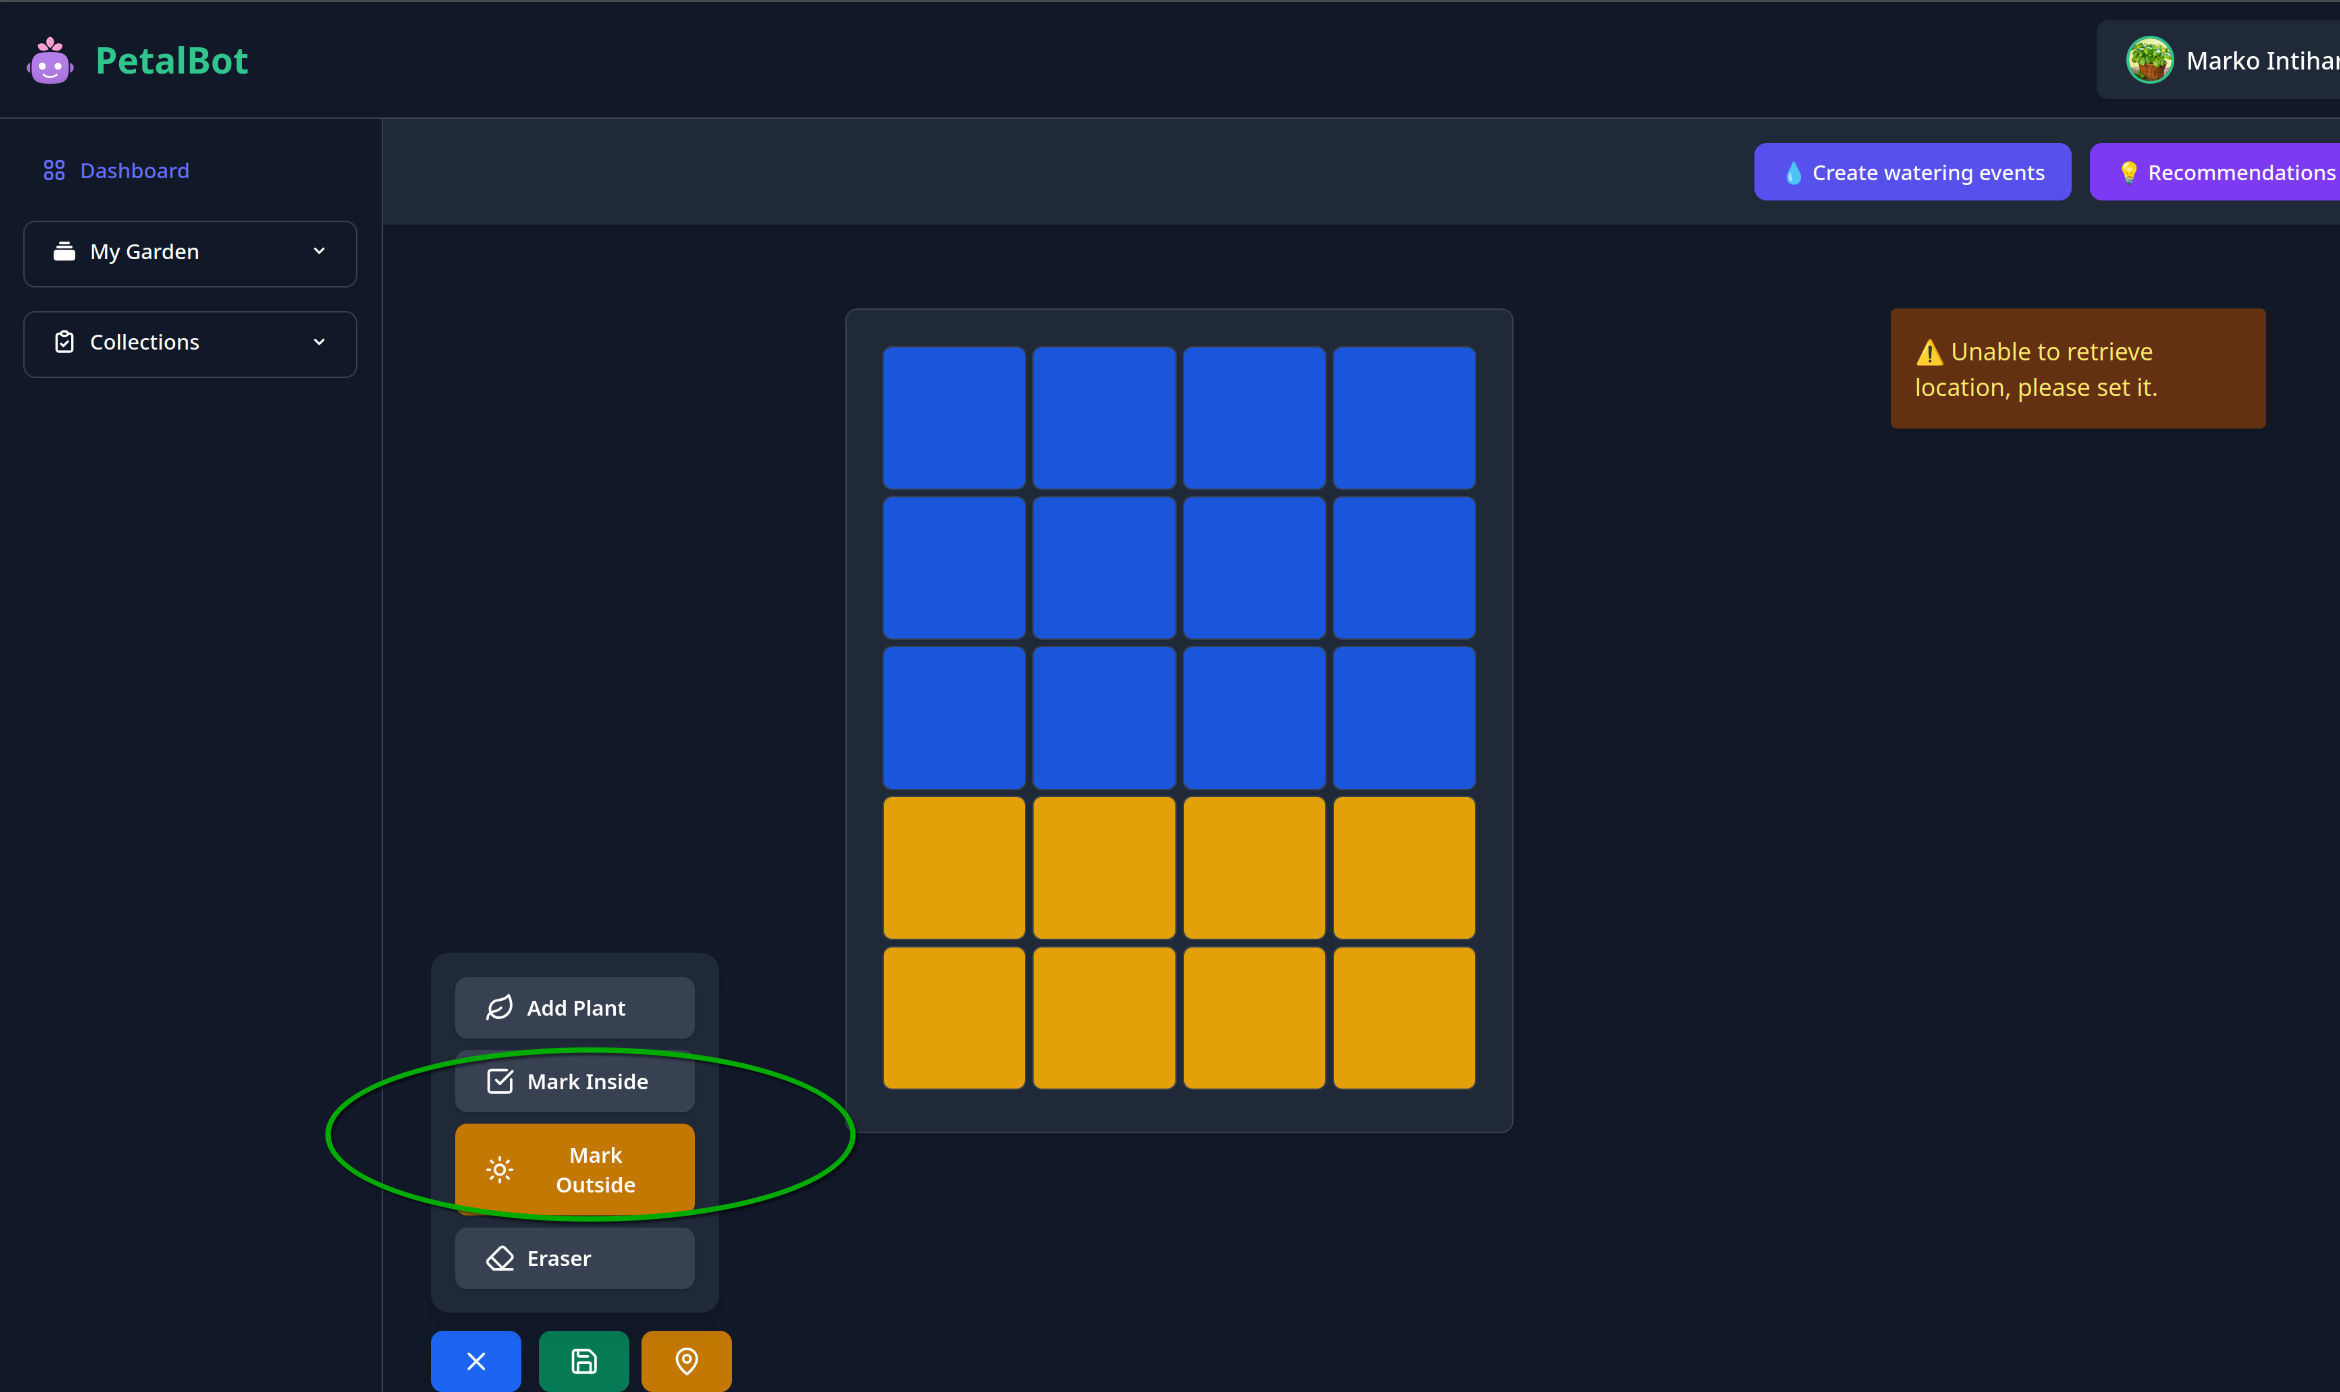 PetalBot
Marko Intihar
Dashboard
Create watering events
Recommendations
My Garden
Collections
Unable to retrieve
location, please set it.
Add Plant
Mark Inside
Mark
Outside
Eraser